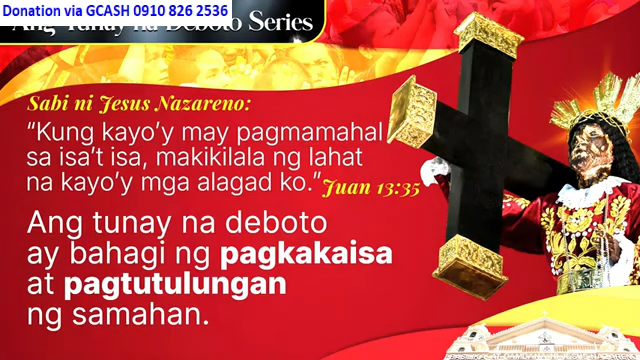 Donation via GCASH 0910 826 2536
Ang Tunay na Deboto Series
Sabi ni Jesus Nazareno:
“Kung kayo’y may pagmamahal
sa isa’t isa, makikilala ng lahat
na kayo’y mga alagad ko.” Juan 13:35
Ang tunay na deboto
ay bahagi ng pagkakaisa
at pagtutulungan
ng samahan.